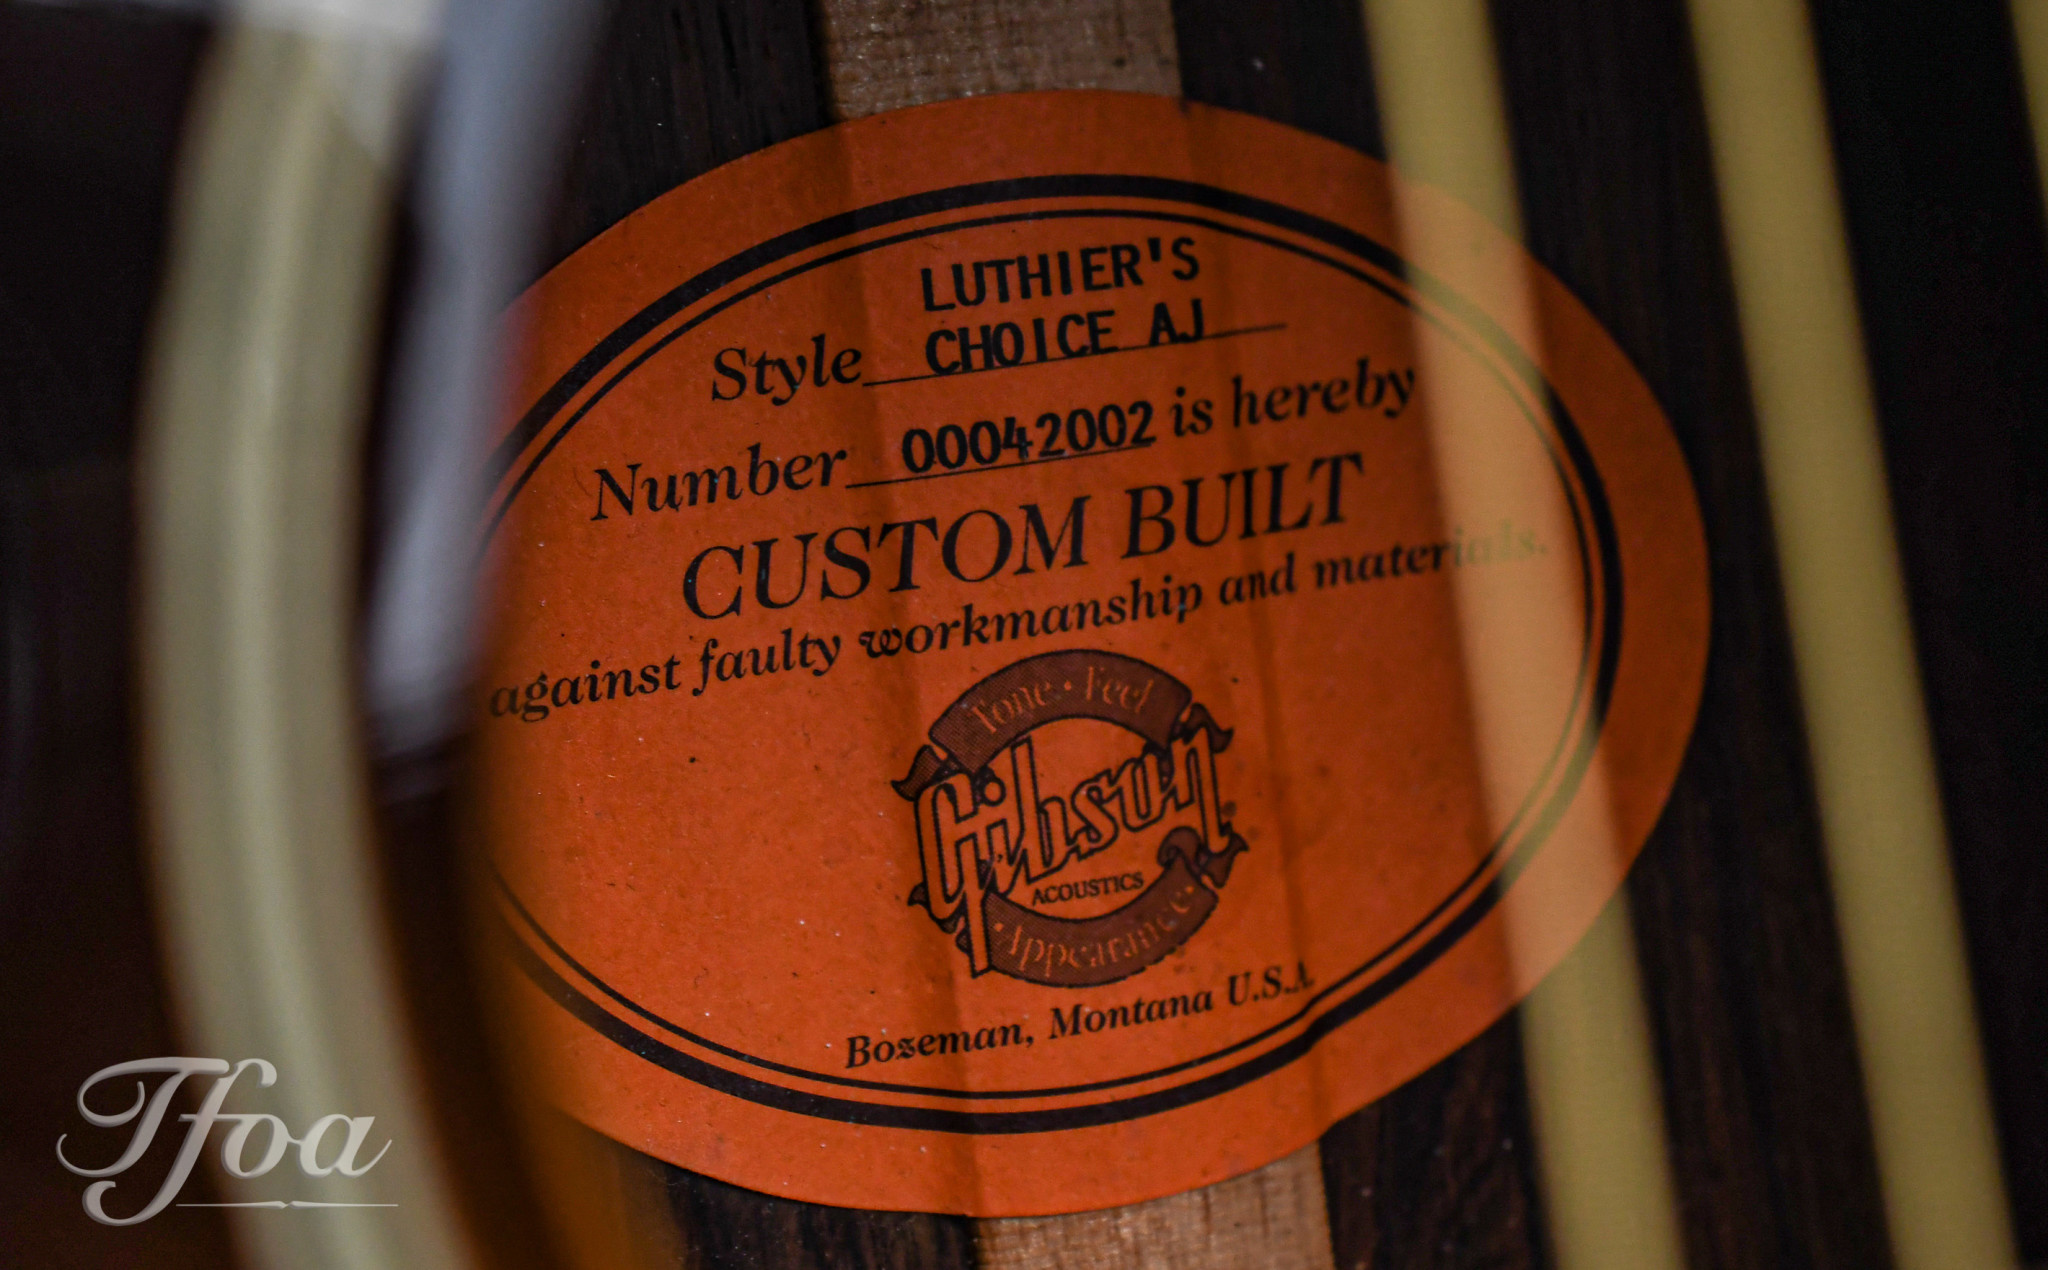 LUTHIER'S
Style CHOICE AJ
Number 00042002 is hereby
CUSTOM BUILT
against faulty workmanship and materials.
Tone · Feel
Gibson®
ACOUSTICS
· Appearance ·
Bozeman, Montana U.S.A
Tfoa